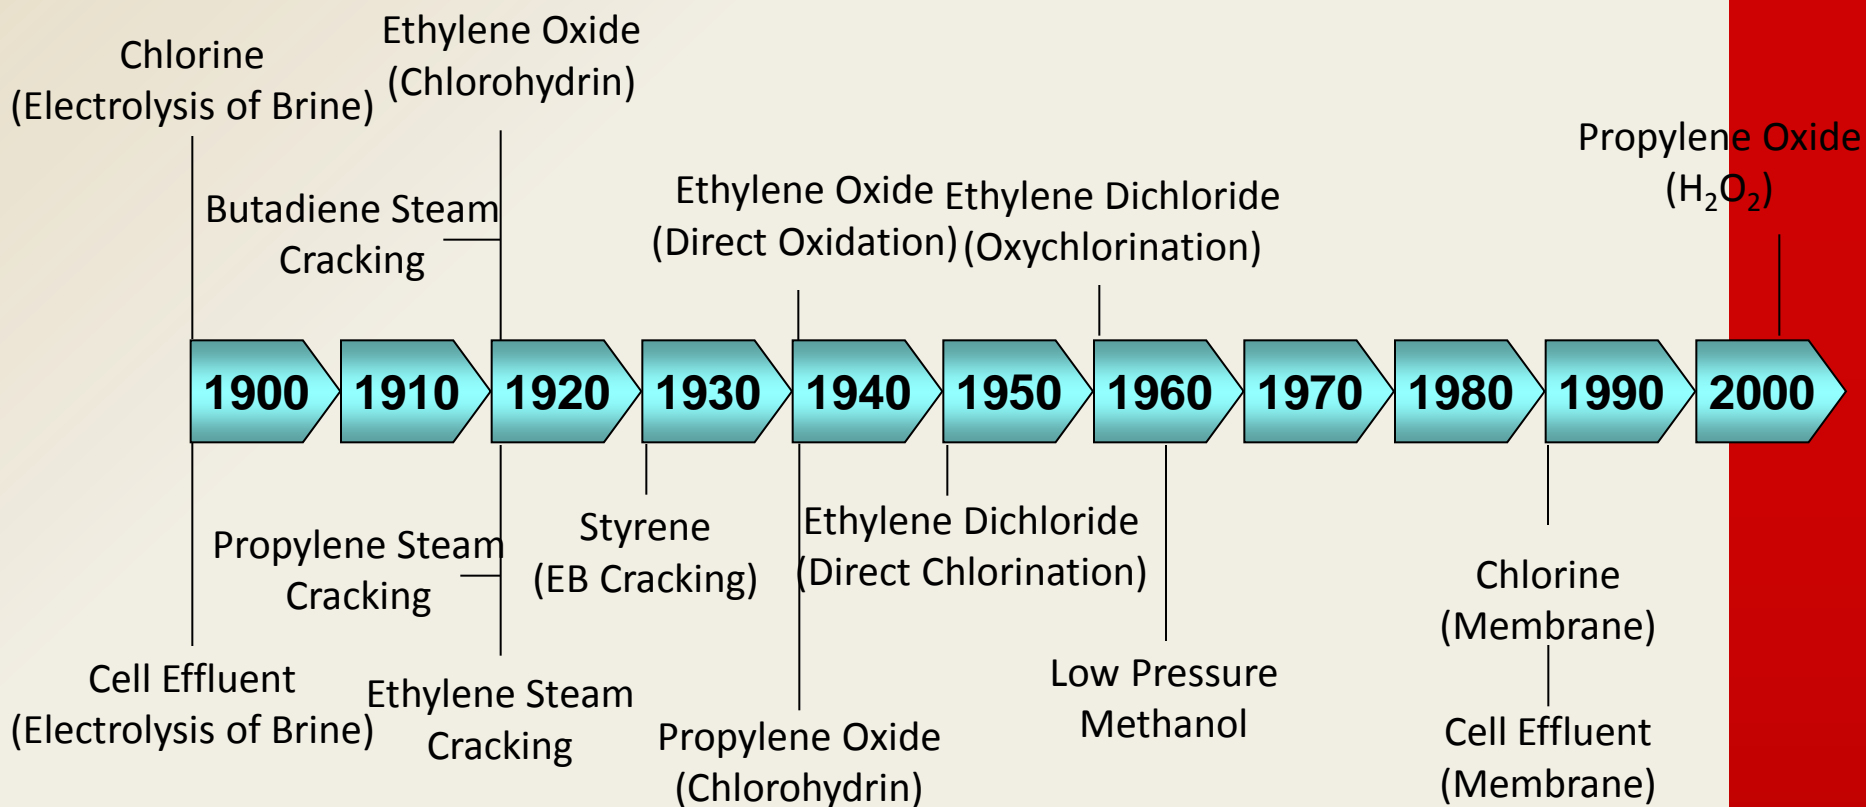 Chlorine
(Electrolysis of Brine)
Ethylene Oxide
(Chlorohydrin)
Butadiene Steam
Cracking
Ethylene Oxide
(Direct Oxidation)
Ethylene Dichloride
(Oxychlorination)
Propylene Oxide
(H₂O₂)
1900
1910
1920
1930
1940
1950
1960
1970
1980
1990
2000
Cell Effluent
(Electrolysis of Brine)
Propylene Steam
Cracking
Ethylene Steam
Cracking
Styrene
(EB Cracking)
Propylene Oxide
(Chlorohydrin)
Ethylene Dichloride
(Direct Chlorination)
Low Pressure
Methanol
Chlorine
(Membrane)
Cell Effluent
(Membrane)